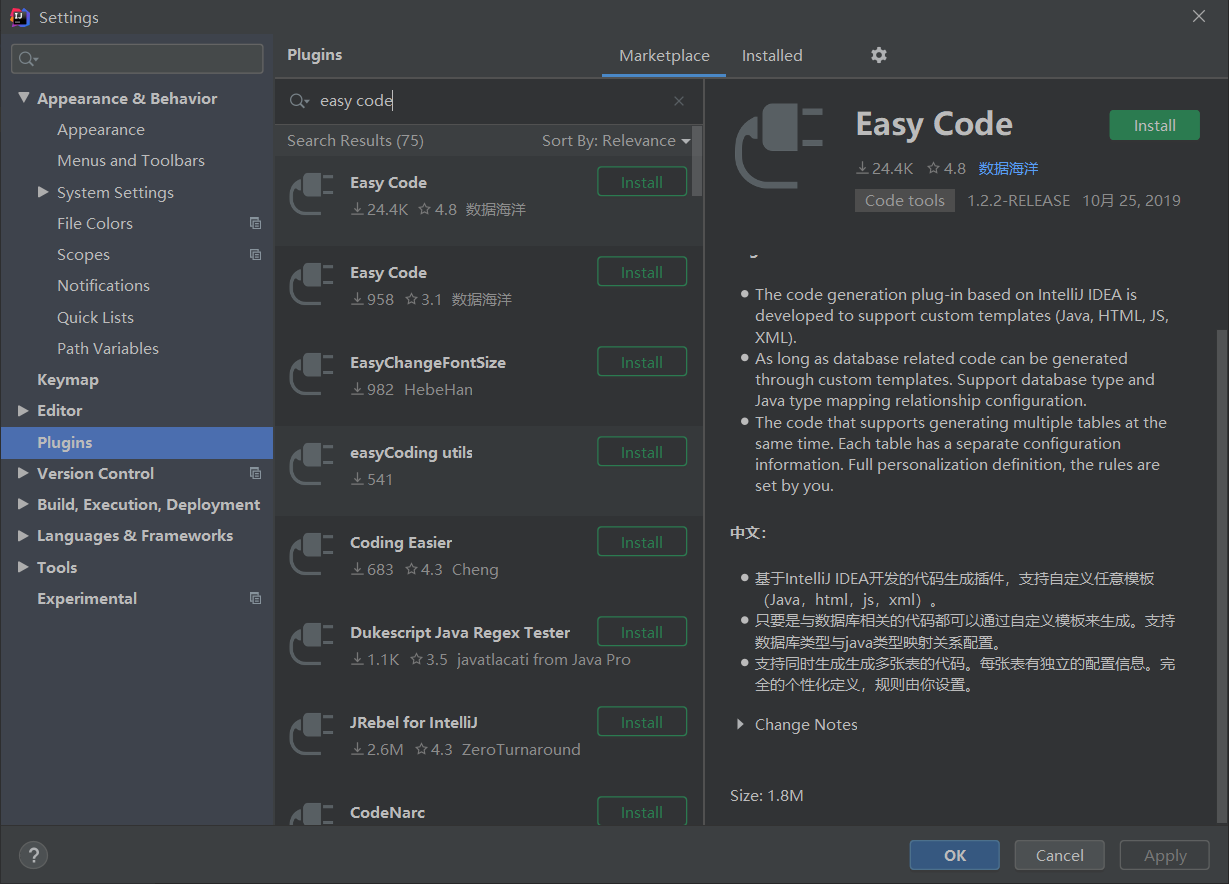 Settings
Plugins
Marketplace
Installed
Appearance & Behavior
Appearance
Menus and Toolbars
System Settings
File Colors
Scopes
Notifications
Quick Lists
Path Variables
Keymap
Editor
Plugins
Version Control
Build, Execution, Deployment
Languages & Frameworks
Tools
Experimental
easy code
Search Results (75)
Sort By: Relevance
Easy Code
Install
24.4K 4.8 数据海洋
Easy Code
Install
958 3.1 数据海洋
EasyChangeFontSize
Install
982 HebeHan
easyCoding utils
Install
541
Coding Easier
Install
683 4.3 Cheng
Dukescript Java Regex Tester
Install
1.1K 3.5 javatlacati from Java Pro
JRebel for IntelliJ
Install
2.6M 4.3 ZeroTurnaround
CodeNarc
Install
Easy Code
Install
24.4K 4.8 数据海洋
Code tools 1.2.2-RELEASE 10月 25, 2019
The code generation plug-in based on IntelliJ IDEA is
developed to support custom templates (Java, HTML, JS,
XML).
As long as database related code can be generated
through custom templates. Support database type and
Java type mapping relationship configuration.
The code that supports generating multiple tables at the
same time. Each table has a separate configuration
information. Full personalization definition, the rules are
set by you.
中文：
基于IntelliJ IDEA开发的代码生成插件，支持自定义任意模板
（Java，html，js，xml）。
只要是与数据库相关的代码都可以通过自定义模板来生成。支持
数据库类型与java类型映射关系配置。
支持同时生成生成多张表的代码。每张表有独立的配置信息。完
全的个性化定义，规则由你设置。
Change Notes
Size: 1.8M
?
OK
Cancel
Apply